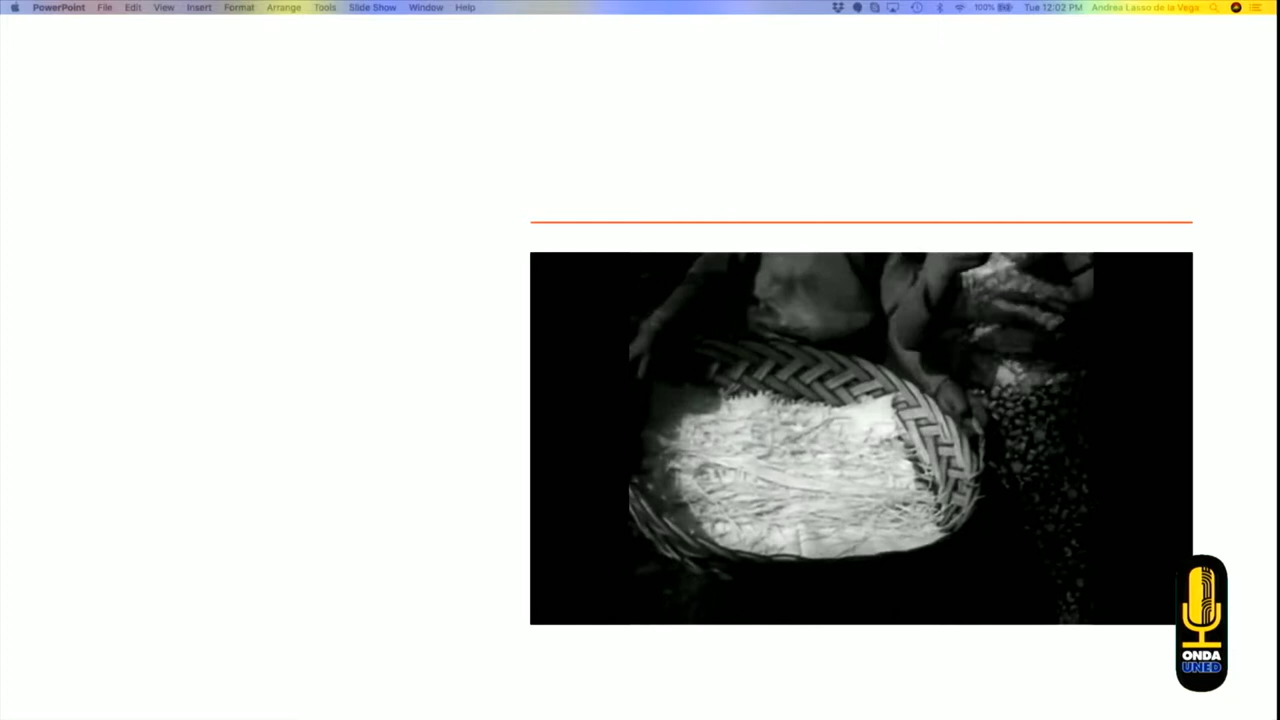 PowerPoint File Edit View Insert Format Arrange Tools Slide Show Window Help 100% Tue 12:02 PM Andrea Lasso de la Vega
ONDA
UNED